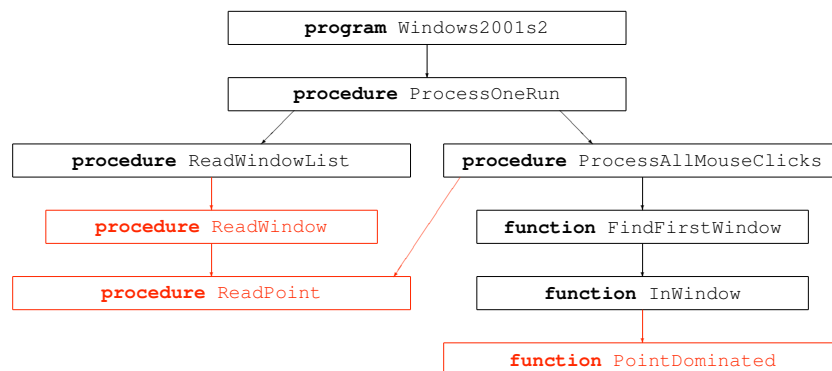 program Windows2001s2
procedure ProcessOneRun
procedure ReadWindowList
procedure ProcessAllMouseClicks
procedure ReadWindow
function FindFirstWindow
procedure ReadPoint
function InWindow
function PointDominated